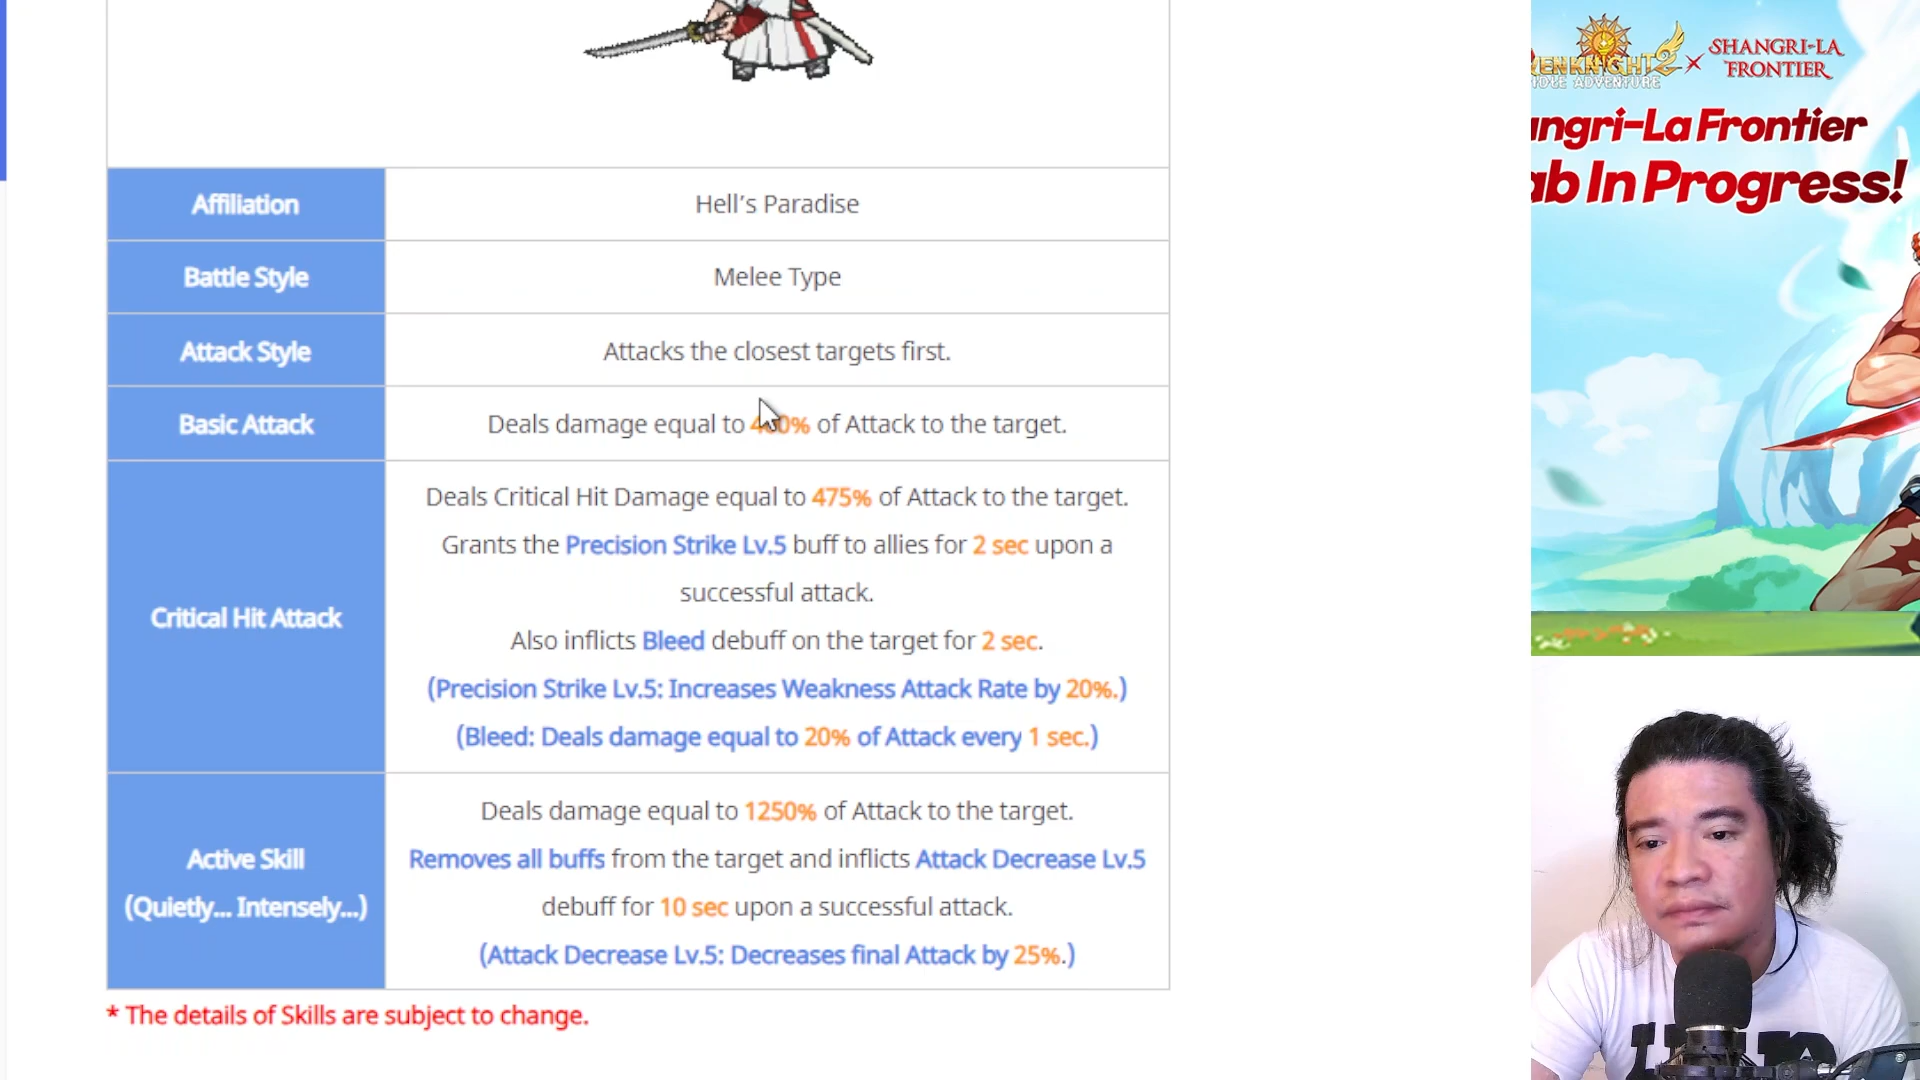 Affiliation
Hell's Paradise
Battle Style
Melee Type
Attack Style
Attacks the closest targets first.
Basic Attack
Deals damage equal to of Attack to the target.
Critical Hit Attack
Deals Critical Hit Damage equal to 475% of Attack to the target.
Grants the Precision Strike Lv.5 buff to allies for 2 sec upon a
successful attack.
Also inflicts Bleed debuff on the target for 2 sec.
(Precision Strike Lv.5: Increases Weakness Attack Rate by 20%.)
(Bleed: Deals damage equal to 20% of Attack every 1 sec.)
Active Skill
(Quietly... Intensely...)
Deals damage equal to 1250% of Attack to the target.
Removes all buffs from the target and inflicts Attack Decrease Lv.5
debuff for 10 sec upon a successful attack.
(Attack Decrease Lv.5: Decreases final Attack by 25%.)
* The details of Skills are subject to change.
SHANGRI-LA
FRONTIER
ngri-La Frontier
ab In Progress!